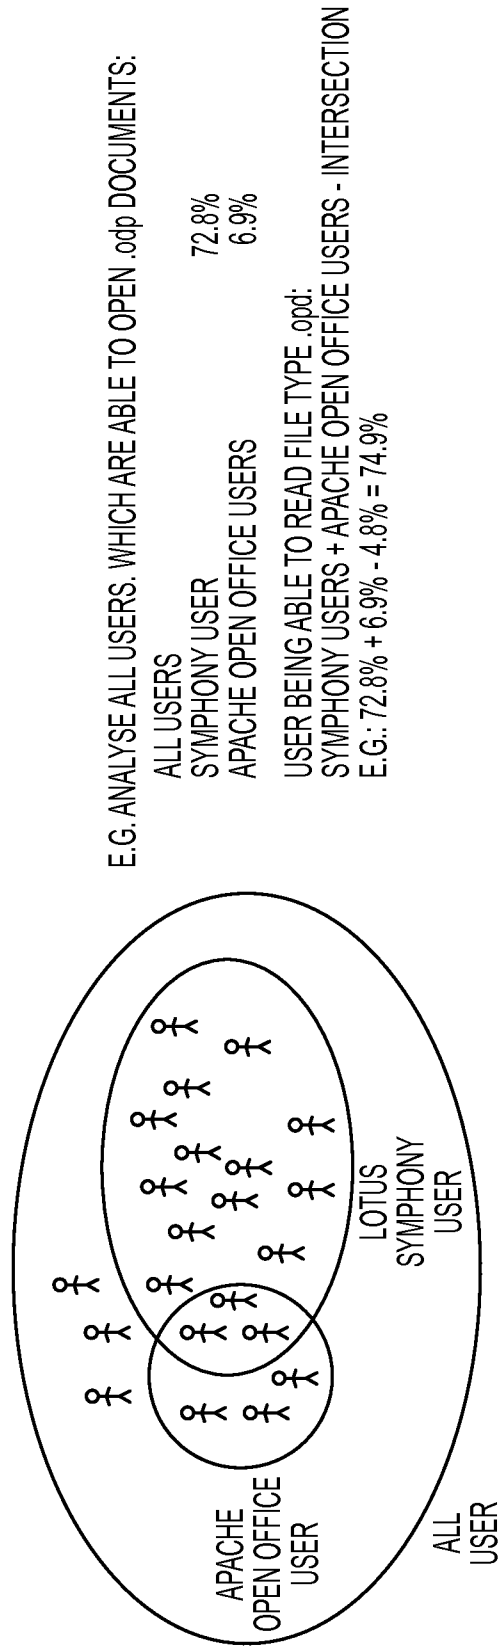 E.G. ANALYSE ALL USERS. WHICH ARE ABLE TO OPEN .odp DOCUMENTS:
ALL USERS
SYMPHONY USER 72.8%
APACHE OPEN OFFICE USERS 6.9%
USER BEING ABLE TO READ FILE TYPE .opd:
SYMPHONY USERS + APACHE OPEN OFFICE USERS - INTERSECTION
E.G.: 72.8% + 6.9% - 4.8% = 74.9%
APACHE
OPEN OFFICE
USER
LOTUS
SYMPHONY
USER
ALL
USER